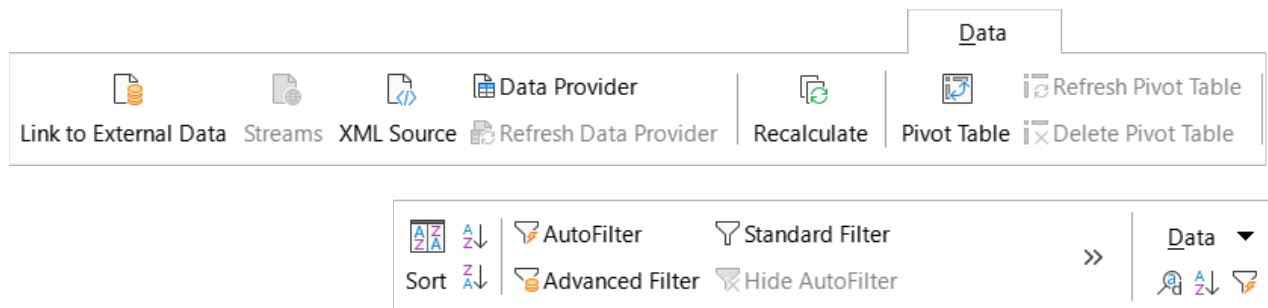 Data
Data Provider
Link to External Data Streams XML Source Refresh Data Provider Recalculate Pivot Table Refresh Pivot Table
Delete Pivot Table
AutoFilter Standard Filter Data
Sort Advanced Filter Hide AutoFilter